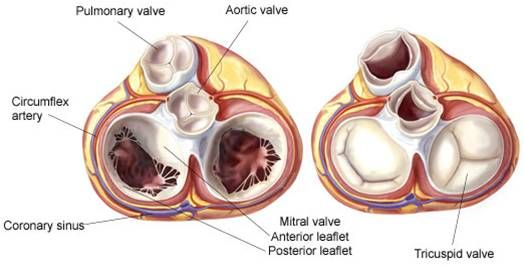 Pulmonary valve
Aortic valve
Circumflex
artery
Coronary sinus
Mitral valve
Anterior leaflet
Posterior leaflet
Tricuspid valve